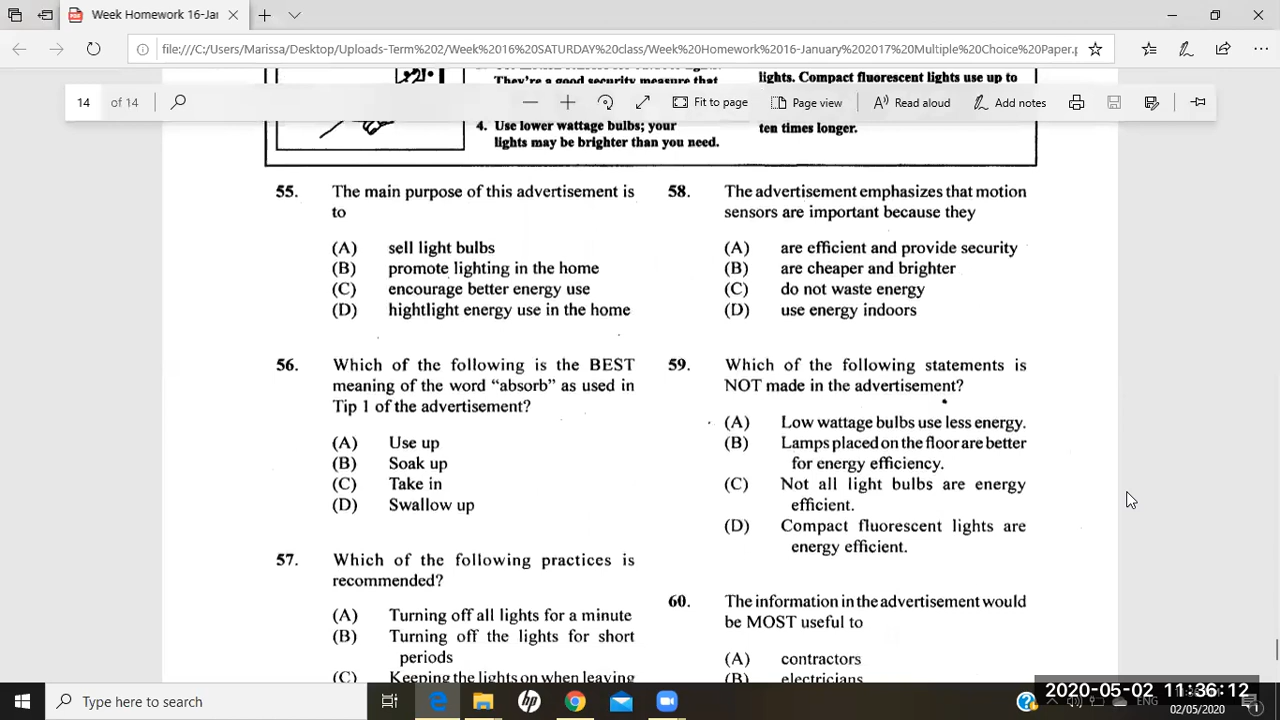 Week Homework 16-Jan
file:///C:/Users/Marissa/Desktop/Uploads-Term%202/Week%2016%20SATURDAY%20class/Week%20Homework%2016-January%202017%20Multiple%20Choice%20Paper.p
They're a good security measure that
lights. Compact fluorescent lights use up to
14 of 14
Fit to page
Page view
Read aloud
Add notes
4. Use lower wattage bulbs; your
lights may be brighter than you need.
ten times longer.
55. The main purpose of this advertisement is
to
(A) sell light bulbs
(B) promote lighting in the home
(C) encourage better energy use
(D) hightlight energy use in the home
56. Which of the following is the BEST
meaning of the word “absorb” as used in
Tip 1 of the advertisement?
(A) Use up
(B) Soak up
(C) Take in
(D) Swallow up
57. Which of the following practices is
recommended?
(A) Turning off all lights for a minute
(B) Turning off the lights for short
periods
(C) Keeping the lights on when leaving
58. The advertisement emphasizes that motion
sensors are important because they
(A) are efficient and provide security
(B) are cheaper and brighter
(C) do not waste energy
(D) use energy indoors
59. Which of the following statements is
NOT made in the advertisement?
(A) Low wattage bulbs use less energy.
(B) Lamps placed on the floor are better
for energy efficiency.
(C) Not all light bulbs are energy
efficient.
(D) Compact fluorescent lights are
energy efficient.
60. The information in the advertisement would
be MOST useful to
(A) contractors
(B) electricians
Type here to search
ENG
2020-05-02 11:36:12
02/05/2020